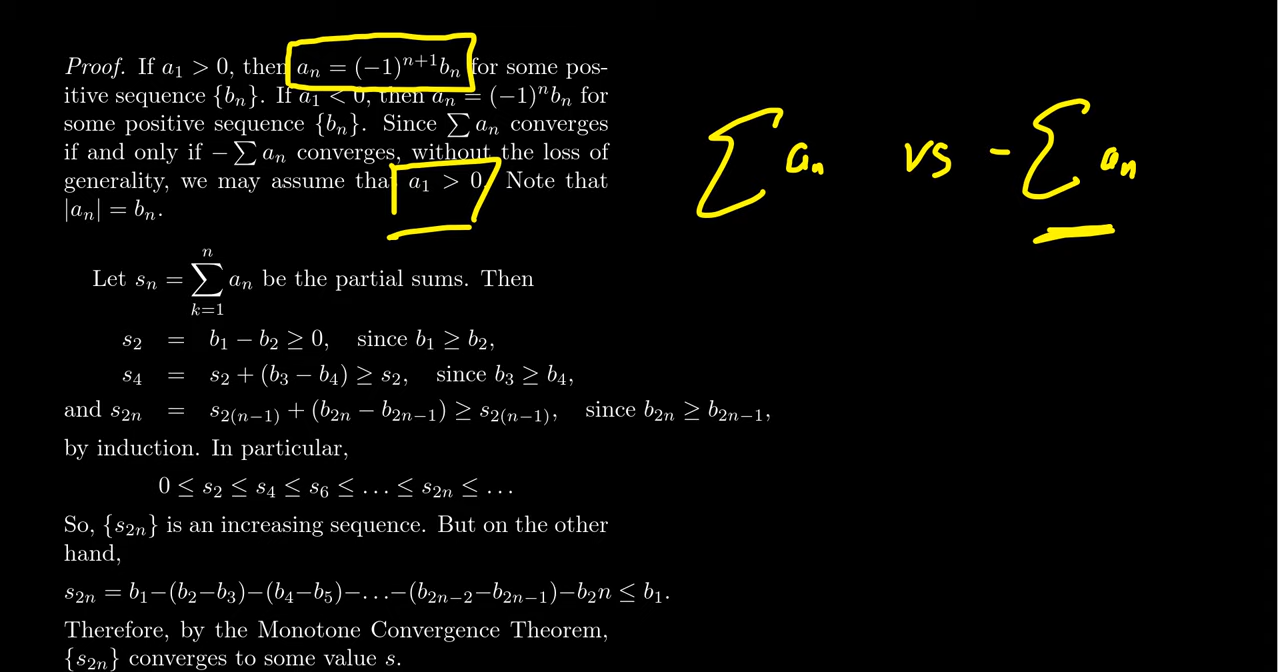 Proof. If a₁ > 0, then aₙ = (−1)ⁿ⁺¹bₙ for some pos-
itive sequence {bₙ}. If a₁ < 0, then aₙ = (−1)ⁿbₙ for
some positive sequence {bₙ}. Since ∑ aₙ converges
if and only if − ∑ aₙ converges, without the loss of
generality, we may assume that a₁ > 0. Note that
|aₙ| = bₙ.
∑ aₙ vs − ∑ aₙ
Let sₙ = ∑_{k=1}^{n} aₙ be the partial sums. Then
s₂ = b₁ − b₂ ≥ 0, since b₁ ≥ b₂,
s₄ = s₂ + (b₃ − b₄) ≥ s₂, since b₃ ≥ b₄,
and s₂ₙ = s₂₍ₙ₋₁₎ + (b₂ₙ − b₂ₙ₋₁) ≥ s₂₍ₙ₋₁₎, since b₂ₙ ≥ b₂ₙ₋₁,
by induction. In particular,
0 ≤ s₂ ≤ s₄ ≤ s₆ ≤ … ≤ s₂ₙ ≤ …
So, {s₂ₙ} is an increasing sequence. But on the other
hand,
s₂ₙ = b₁−(b₂−b₃)−(b₄−b₅)−…−(b₂ₙ₋₂−b₂ₙ₋₁)−b₂n ≤ b₁.
Therefore, by the Monotone Convergence Theorem,
{s₂ₙ} converges to some value s.